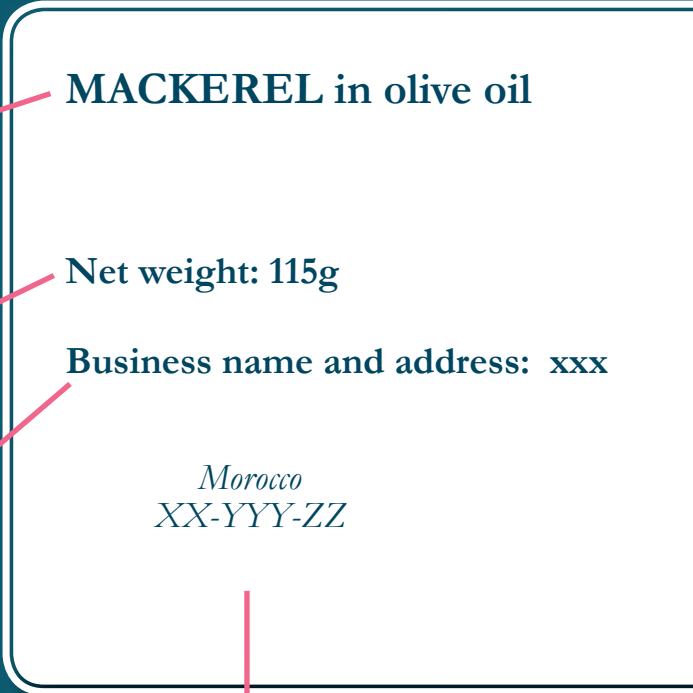 MACKEREL in olive oil
Net weight: 115g
Business name and address: xxx
Morocco
XX-YYY-ZZ